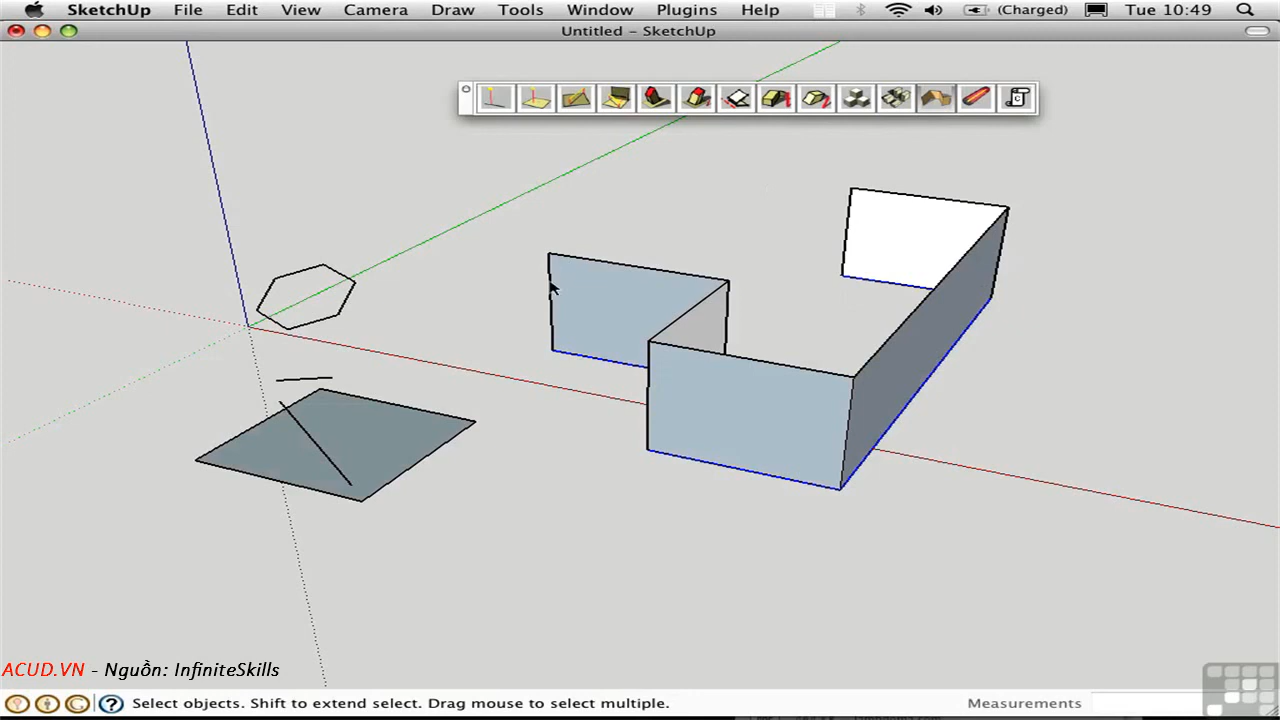 SketchUp File Edit View Camera Draw Tools Window Plugins Help (Charged) Tue 10:49
Untitled – SketchUp
ACUD.VN - Nguồn: InfiniteSkills
Select objects. Shift to extend select. Drag mouse to select multiple. Measurements